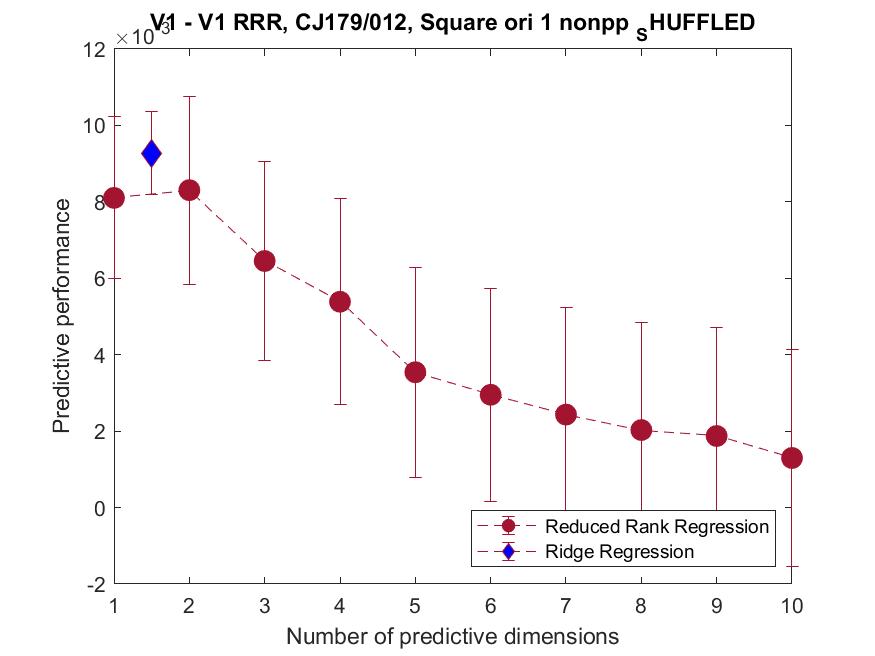 V1 - V1 RRR, CJ179/012, Square ori 1 nonpp SHUFFLED
×10-3
12
10
8
6
4
2
0
-2
Predictive performance
Reduced Rank Regression
Ridge Regression
1 2 3 4 5 6 7 8 9 10
Number of predictive dimensions